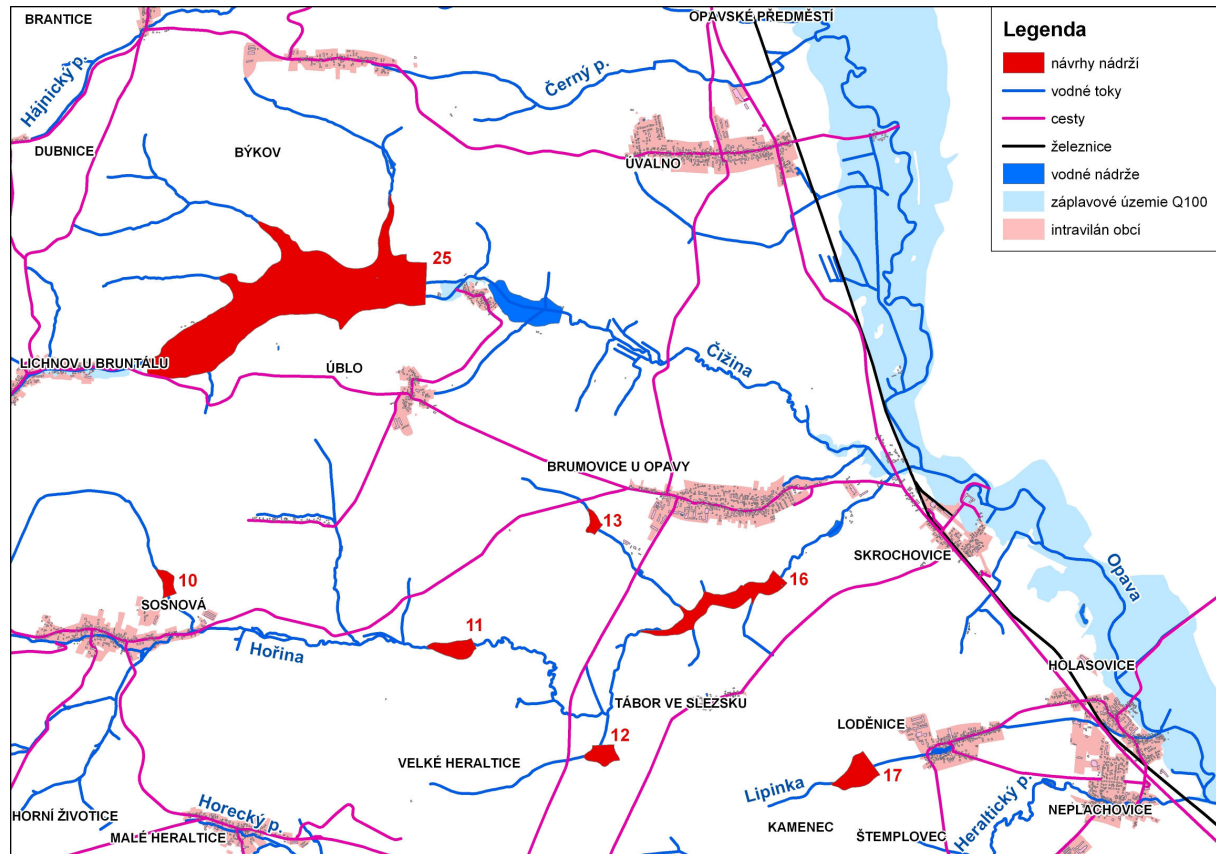 BRANTICE
OPAVSKÉ PŘEDMĚSTÍ
Legenda
návrhy nádrží
vodné toky
cesty
železnice
vodné nádrže
záplavové územie Q100
intravilán obcí
Hájnický p.
Černý p.
DUBNICE
BÝKOV
ÚVALNO
25
LICHNOV U BRUNTÁLU
ÚBLO
Čižina
BRUMOVICE U OPAVY
13
SKROCHOVICE
10
16
SOSNOVÁ
Opava
11
Hořina
HOLASOVICE
TÁBOR VE SLEZSKU
LODĚNICE
12
VELKÉ HERALTICE
17
Lipinka
HORNÍ ŽIVOTICE
Horecký p.
KAMENEC
Heraltický p.
NEPLACHOVICE
MALÉ HERALTICE
ŠTEMPLOVEC